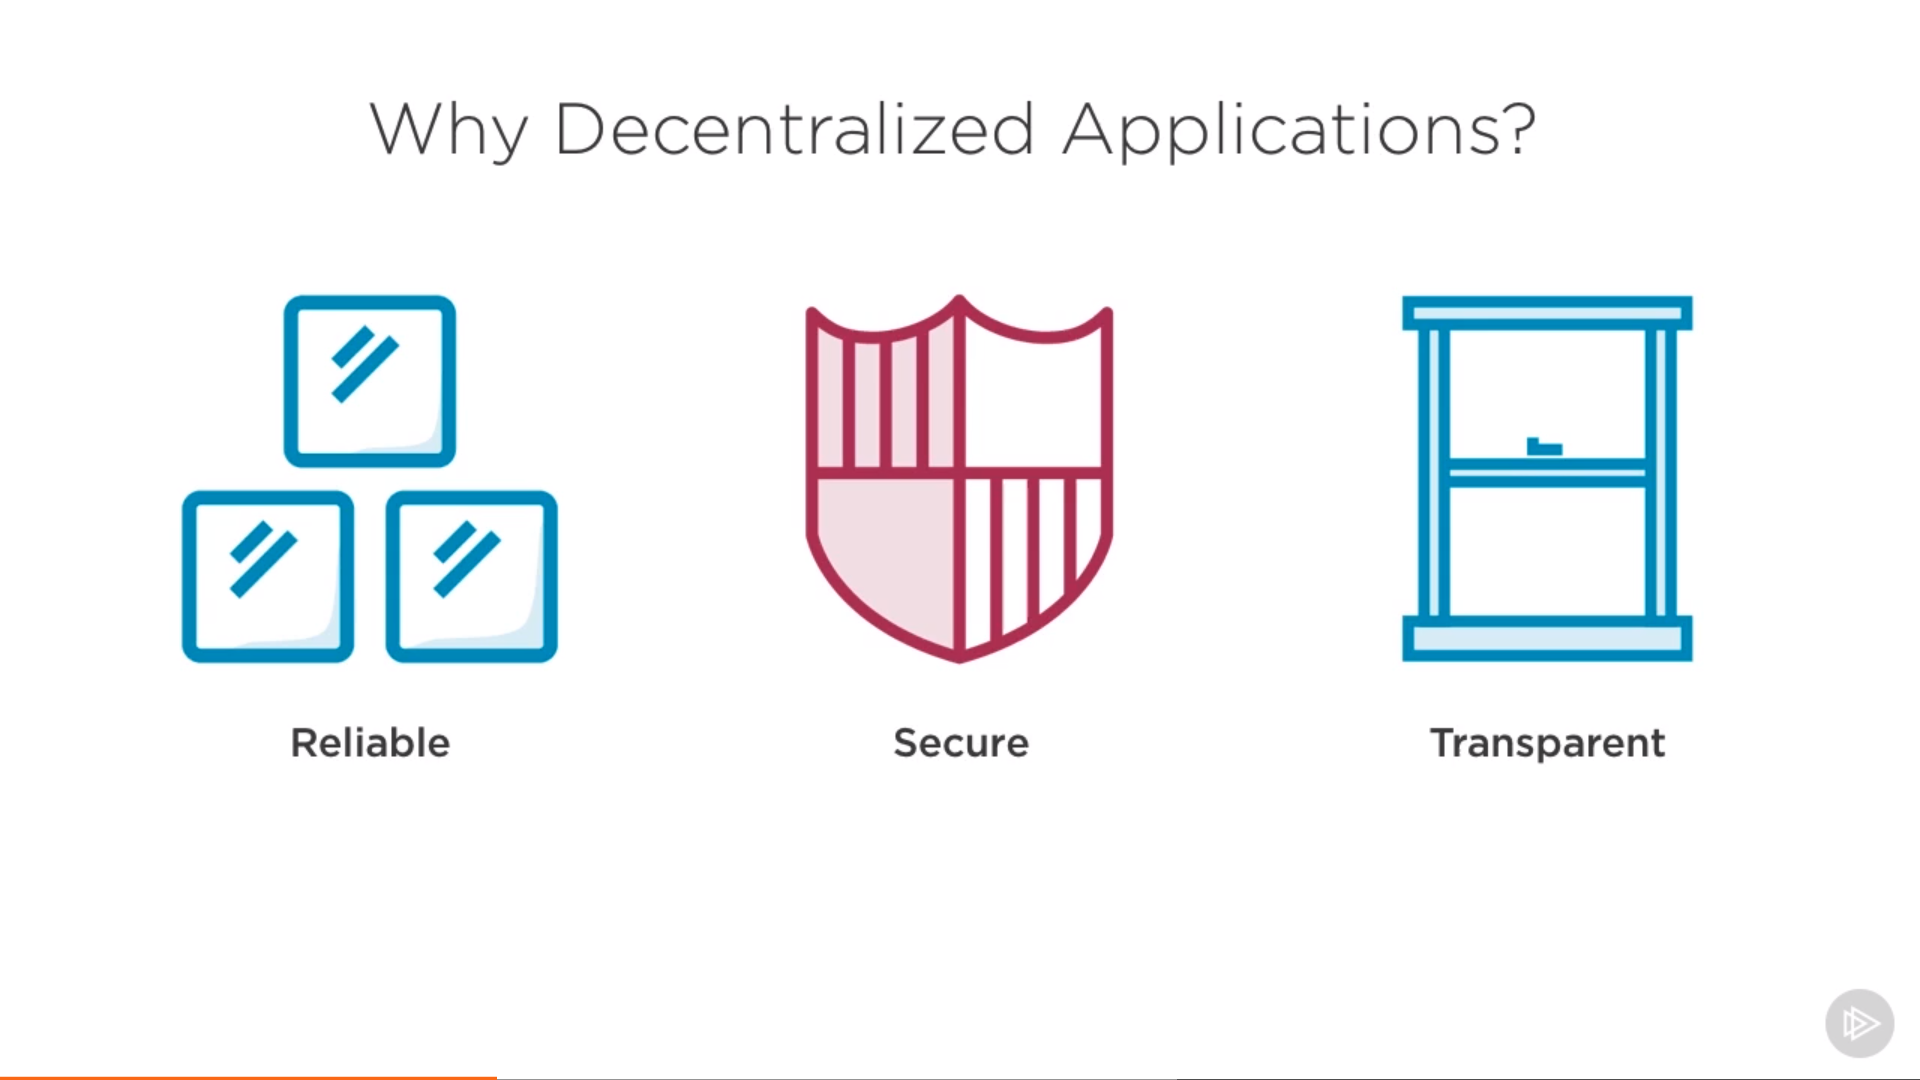 Why Decentralized Applications?
Reliable
Secure
Transparent